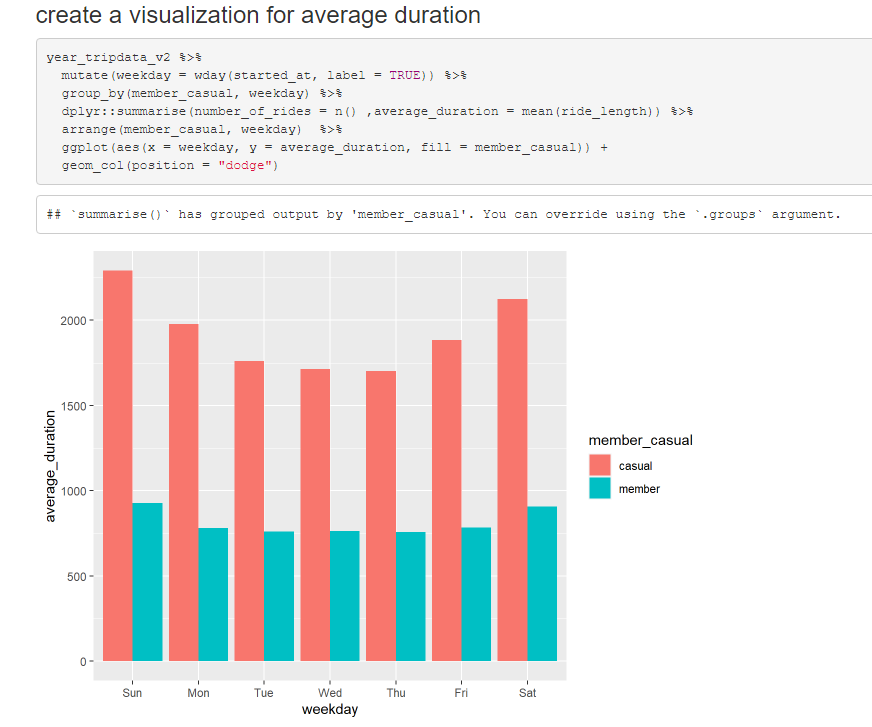 create a visualization for average duration
year_tripdata_v2 %>%
  mutate(weekday = wday(started_at, label = TRUE)) %>%
  group_by(member_casual, weekday) %>%
  dplyr::summarise(number_of_rides = n() ,average_duration = mean(ride_length)) %>%
  arrange(member_casual, weekday)  %>%
  ggplot(aes(x = weekday, y = average_duration, fill = member_casual)) +
  geom_col(position = "dodge")
## `summarise()` has grouped output by 'member_casual'. You can override using the `.groups` argument.
2000
1500
1000
500
0
average_duration
Sun Mon Tue Wed Thu Fri Sat
weekday
member_casual
casual
member